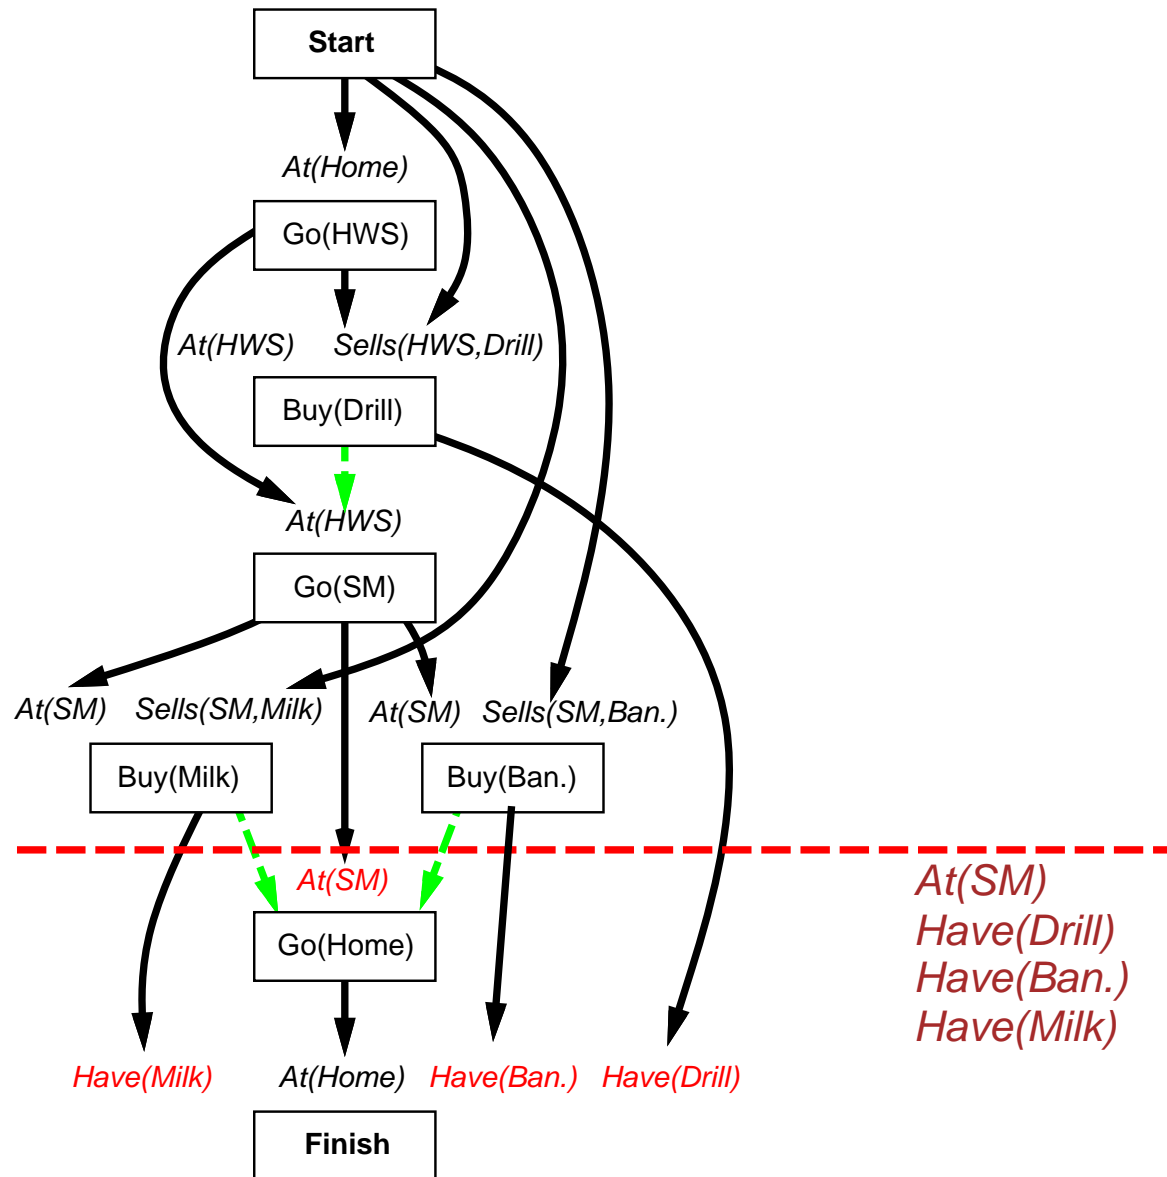 Start
At(Home)
Go(HWS)
At(HWS) Sells(HWS,Drill)
Buy(Drill)
At(HWS)
Go(SM)
At(SM) Sells(SM,Milk) At(SM) Sells(SM,Ban.)
Buy(Milk) Buy(Ban.)
At(SM)
Go(Home)
Have(Milk) At(Home) Have(Ban.) Have(Drill)
Finish
At(SM)
Have(Drill)
Have(Ban.)
Have(Milk)